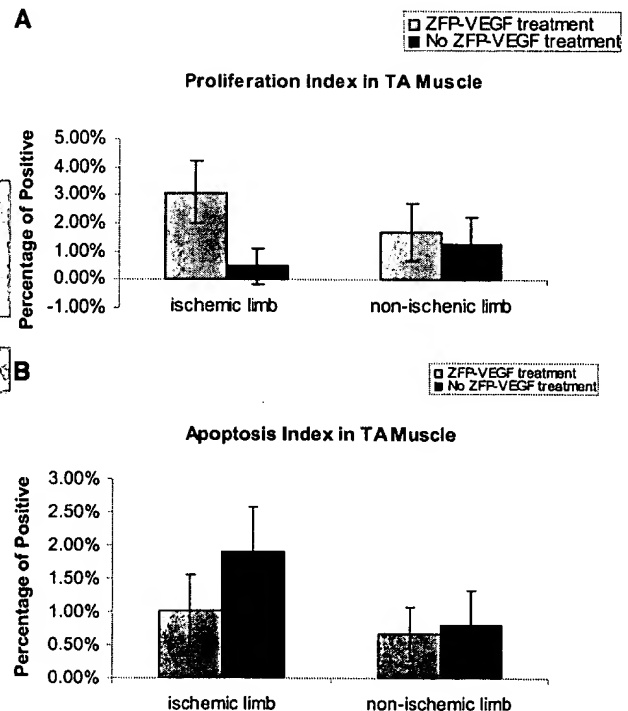 A
ZFP-VEGF treatment
No ZFP-VEGF treatment
Proliferation Index in TA Muscle
Percentage of Positive
5.00%
4.00%
3.00%
2.00%
1.00%
0.00%
-1.00%
ischemic limb
non-ischenic limb
B
ZFP-VEGF treatment
No ZFP-VEGF treatment
Apoptosis Index in TA Muscle
Percentage of Positive
3.00%
2.50%
2.00%
1.50%
1.00%
0.50%
0.00%
ischemic limb
non-ischemic limb